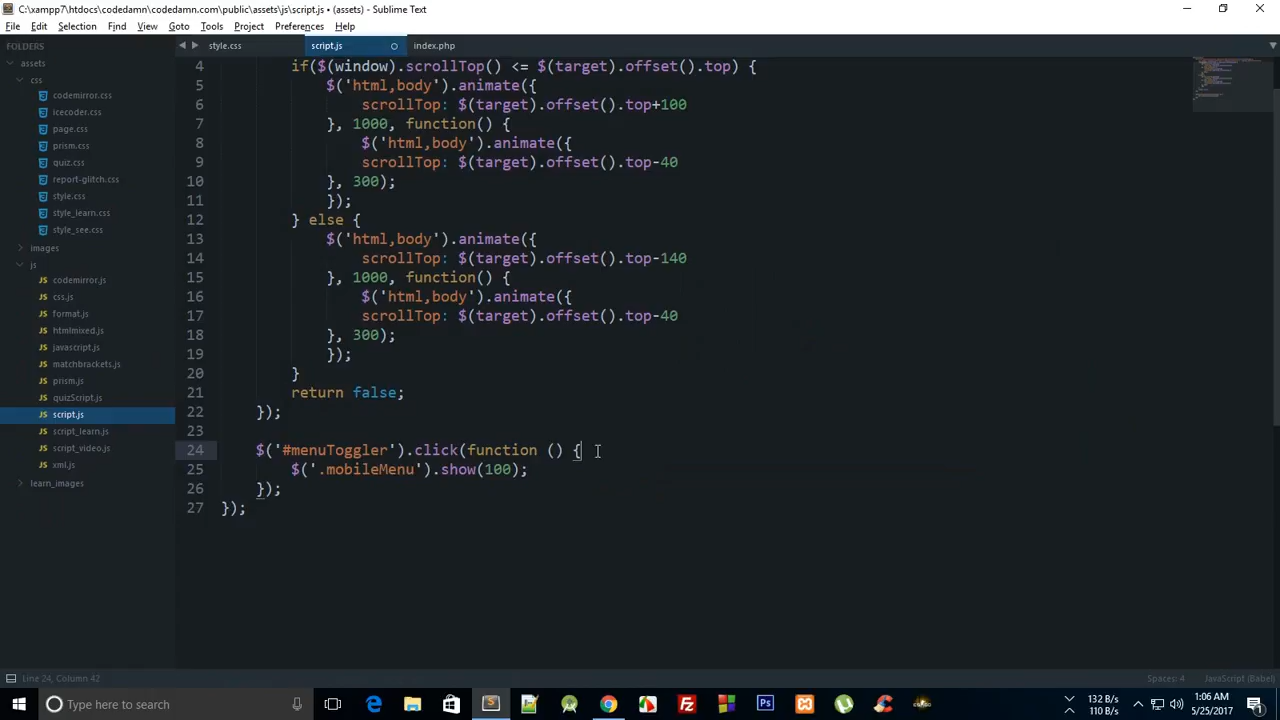 C:\xampp7\htdocs\codedamn\codedamn.com\public\assets\js\script.js • (assets) - Sublime Text
File Edit Selection Find View Goto Tools Project Preferences Help
FOLDERS
assets
css
codemirror.css
icecoder.css
page.css
prism.css
quiz.css
report-glitch.css
style.css
style_learn.css
style_see.css
images
js
codemirror.js
css.js
format.js
htmlmixed.js
javascript.js
matchbrackets.js
prism.js
quizScript.js
script.js
script_learn.js
script_video.js
xml.js
learn_images
style.css script.js index.php
4 if($(window).scrollTop() <= $(target).offset().top) {
5 $('html,body').animate({
6 scrollTop: $(target).offset().top+100
7 }, 1000, function() {
8 $('html,body').animate({
9 scrollTop: $(target).offset().top-40
10 }, 300);
11 });
12 } else {
13 $('html,body').animate({
14 scrollTop: $(target).offset().top-140
15 }, 1000, function() {
16 $('html,body').animate({
17 scrollTop: $(target).offset().top-40
18 }, 300);
19 });
20 }
21 return false;
22 });
23
24 $('#menuToggler').click(function () {
25 $('.mobileMenu').show(100);
26 });
27 });
Line 24, Column 42 Spaces: 4 JavaScript (Babel)
Type here to search
132 B/s
110 B/s
1:06 AM
5/25/2017